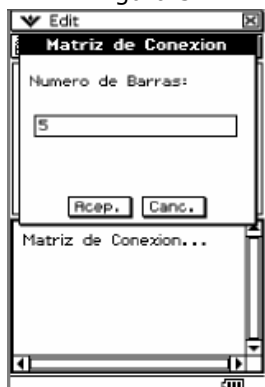 Edit
Matriz de Conexion
Numero de Barras:
5
Acep. Canc.
Matriz de Conexion...